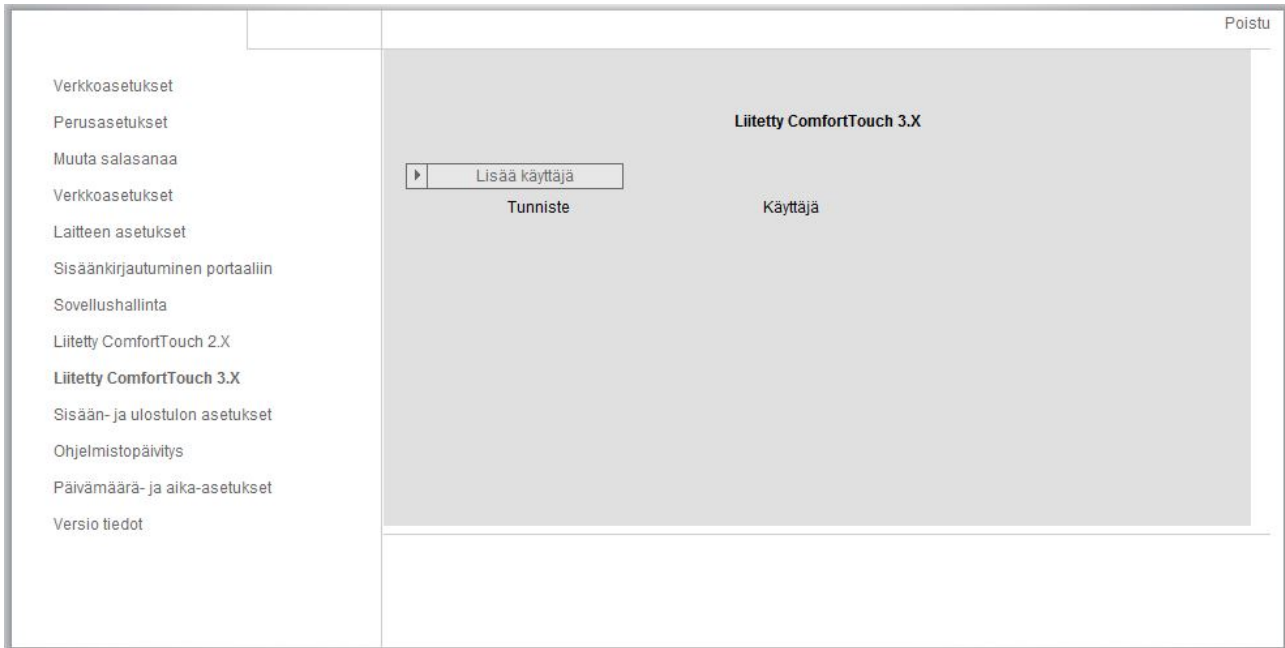 Poistu
Verkkoasetukset
Perusasetukset
Muuta salasanaa
Verkkoasetukset
Laitteen asetukset
Sisäänkirjautuminen portaaliin
Sovellushallinta
Liitetty ComfortTouch 2.X
Liitetty ComfortTouch 3.X
Sisään- ja ulostulon asetukset
Ohjelmistopäivitys
Päivämäärä- ja aika-asetukset
Versio tiedot
Liitetty ComfortTouch 3.X
Lisää käyttäjä
Tunniste Käyttäjä